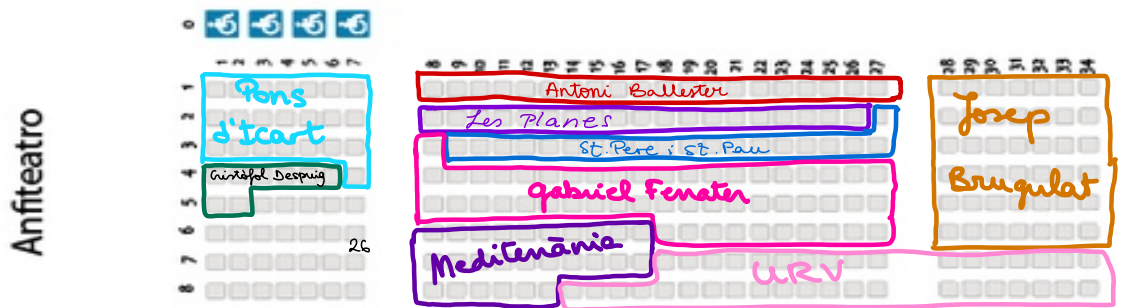 0
1 2 3 4 5 6 7 8 9 10 11 12 13 14 15 16 17 18 19 20 21 22 23 24 25 26 27 28 29 30 31 32 33 34
Anfiteatro
1 Antoni Ballester
Pons
d'Icart
Josep
2 Les Planes
3 St. Pere i St. Pau
4 Cristòfol Despuig
Gabriel Ferrater
Brugulat
5
6 26
Mediterrània
7 URV
8